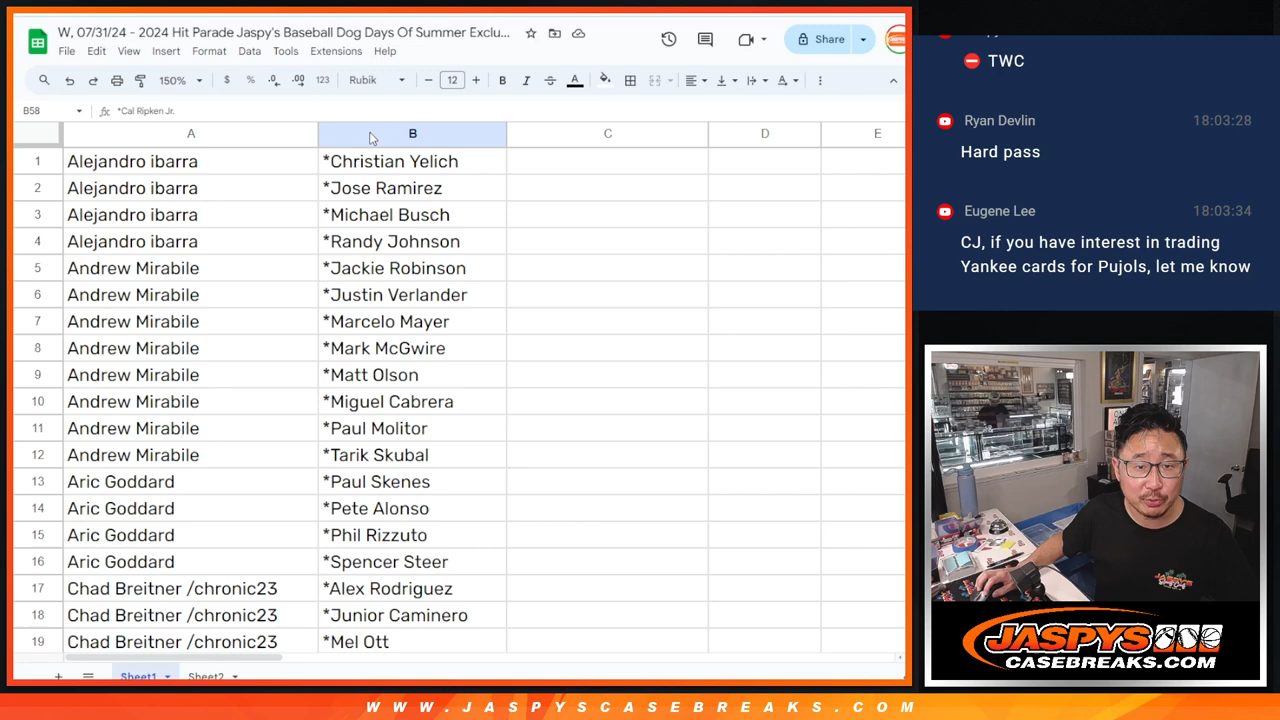 W, 07/31/24 - 2024 Hit Parade Jaspy's Baseball Dog Days Of Summer Exclu...
File Edit View Insert Format Data Tools Extensions Help
Share
150% $ % .0 .00 123 Rubik 12 B I A
B58 fx *Cal Ripken Jr.
A B C D E
1 Alejandro ibarra *Christian Yelich
2 Alejandro ibarra *Jose Ramirez
3 Alejandro ibarra *Michael Busch
4 Alejandro ibarra *Randy Johnson
5 Andrew Mirabile *Jackie Robinson
6 Andrew Mirabile *Justin Verlander
7 Andrew Mirabile *Marcelo Mayer
8 Andrew Mirabile *Mark McGwire
9 Andrew Mirabile *Matt Olson
10 Andrew Mirabile *Miguel Cabrera
11 Andrew Mirabile *Paul Molitor
12 Andrew Mirabile *Tarik Skubal
13 Aric Goddard *Paul Skenes
14 Aric Goddard *Pete Alonso
15 Aric Goddard *Phil Rizzuto
16 Aric Goddard *Spencer Steer
17 Chad Breitner /chronic23 *Alex Rodriguez
18 Chad Breitner /chronic23 *Junior Caminero
19 Chad Breitner /chronic23 *Mel Ott
Sheet1 Sheet2
TWC
Ryan Devlin 18:03:28
Hard pass
Eugene Lee 18:03:34
CJ, if you have interest in trading
Yankee cards for Pujols, let me know
JASPYS
CASEBREAKS.COM
WWW.JASPYSCASEBREAKS.COM